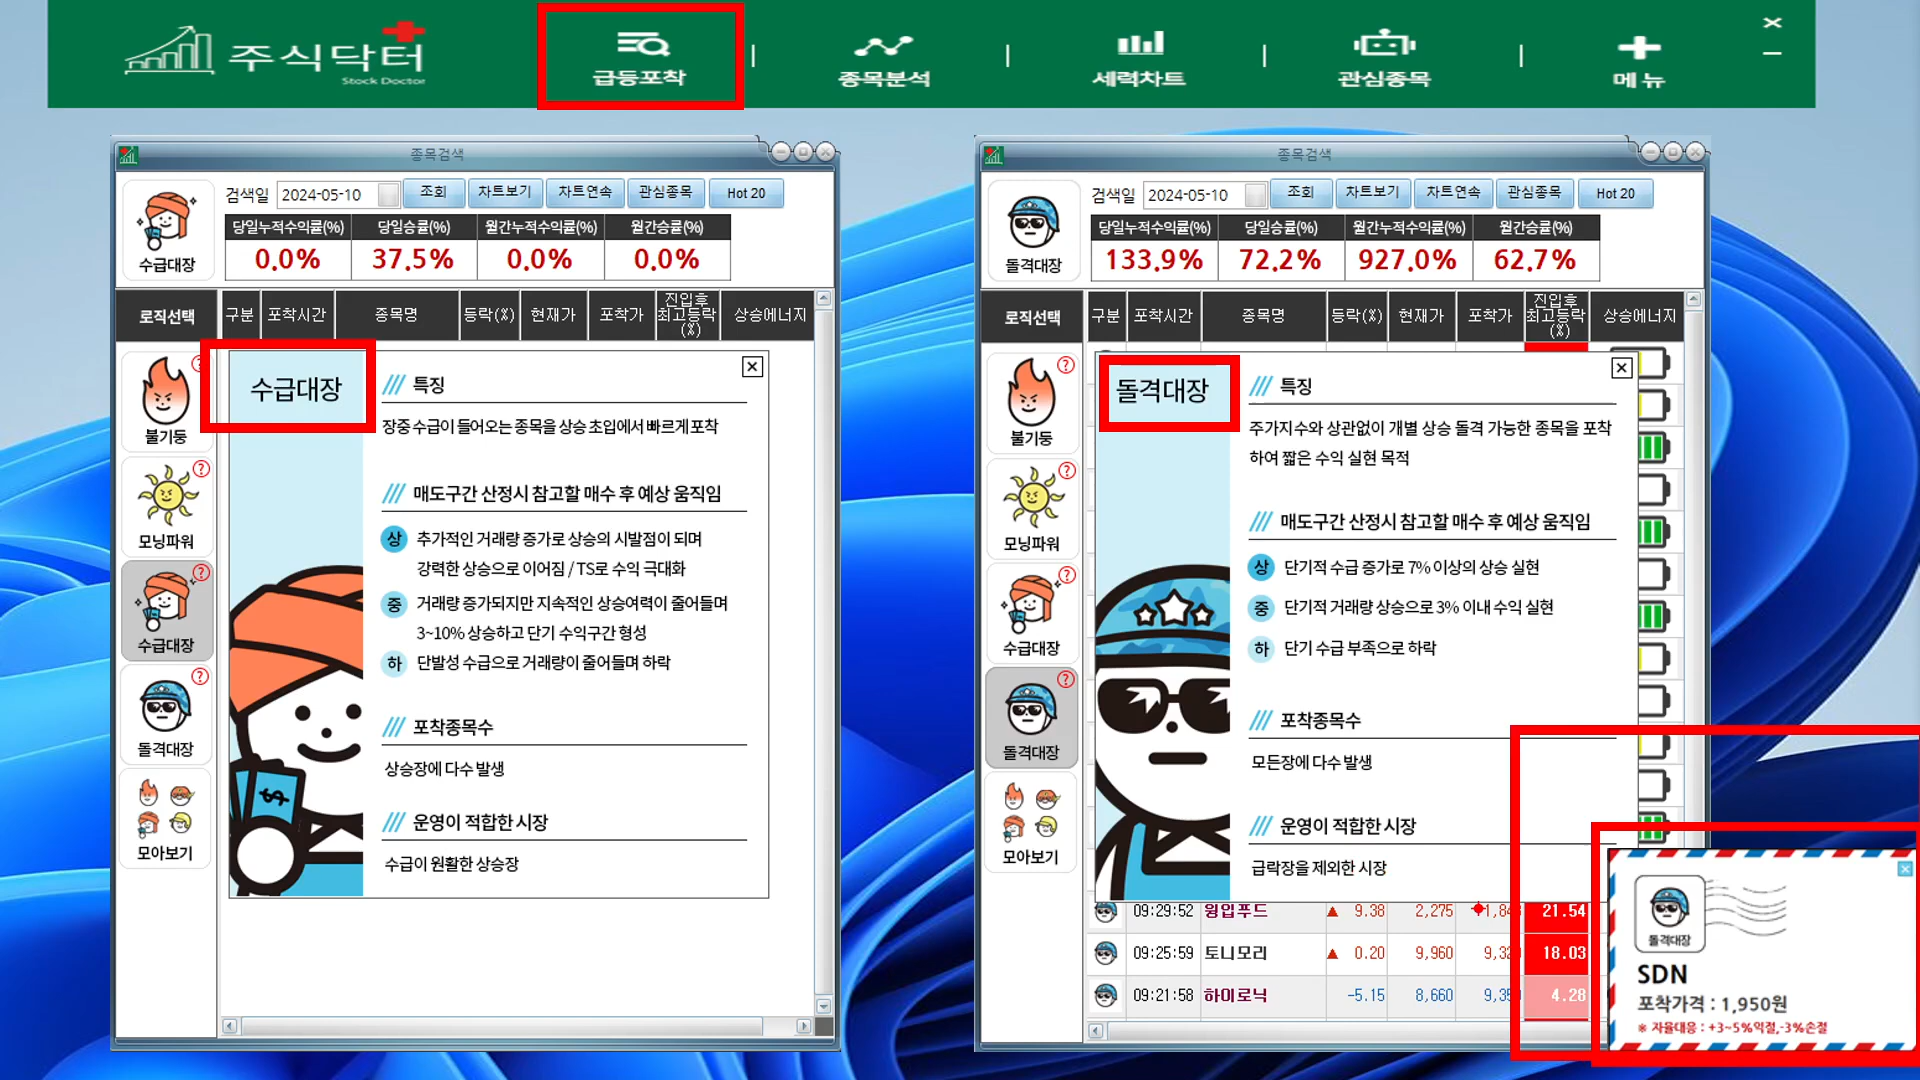 주식닥터
Stock Doctor
급등포착
종목분석
세력차트
관심종목
메뉴
종목검색
수급대장
검색일 2024-05-10 조회 차트보기 차트연속 관심종목 Hot 20
당일누적수익률(%) 당일승률(%) 월간누적수익률(%) 월간승률(%)
0.0% 37.5% 0.0% 0.0%
로직선택 구분 포착시간 종목명 등락(%) 현재가 포착가 진입후 최고등락 (%) 상승에너지
불기둥
모닝파워
수급대장
돌격대장
모아보기
수급대장
/// 특징
장중 수급이 들어오는 종목을 상승 초입에서 빠르게 포착
/// 매도구간 산정시 참고할 매수 후 예상 움직임
상 추가적인 거래량 증가로 상승의 시발점이 되며
강력한 상승으로 이어짐 / TS로 수익 극대화
중 거래량 증가되지만 지속적인 상승여력이 줄어들며
3~10% 상승하고 단기 수익구간 형성
하 단발성 수급으로 거래량이 줄어들며 하락
/// 포착종목수
상승장에 다수 발생
/// 운영이 적합한 시장
수급이 원활한 상승장
종목검색
돌격대장
검색일 2024-05-10 조회 차트보기 차트연속 관심종목 Hot 20
당일누적수익률(%) 당일승률(%) 월간누적수익률(%) 월간승률(%)
133.9% 72.2% 927.0% 62.7%
로직선택 구분 포착시간 종목명 등락(%) 현재가 포착가 진입후 최고등락 (%) 상승에너지
불기둥
모닝파워
수급대장
돌격대장
모아보기
돌격대장
/// 특징
주가지수와 상관없이 개별 상승 돌격 가능한 종목을 포착
하여 짧은 수익 실현 목적
/// 매도구간 산정시 참고할 매수 후 예상 움직임
상 단기적 수급 증가로 7% 이상의 상승 실현
중 단기적 거래량 상승으로 3% 이내 수익 실현
하 단기 수급 부족으로 하락
/// 포착종목수
모든장에 다수 발생
/// 운영이 적합한 시장
급락장을 제외한 시장
09:29:52 윙입푸드 ▲ 9.38 2,275 21.54
09:25:59 토니모리 ▲ 0.20 9,960 18.03
09:21:58 하이로닉 -5.15 8,660 4.28
돌격대장
SDN
포착가격 : 1,950원
※ 자율대응 : +3~5%익절,-3%손절